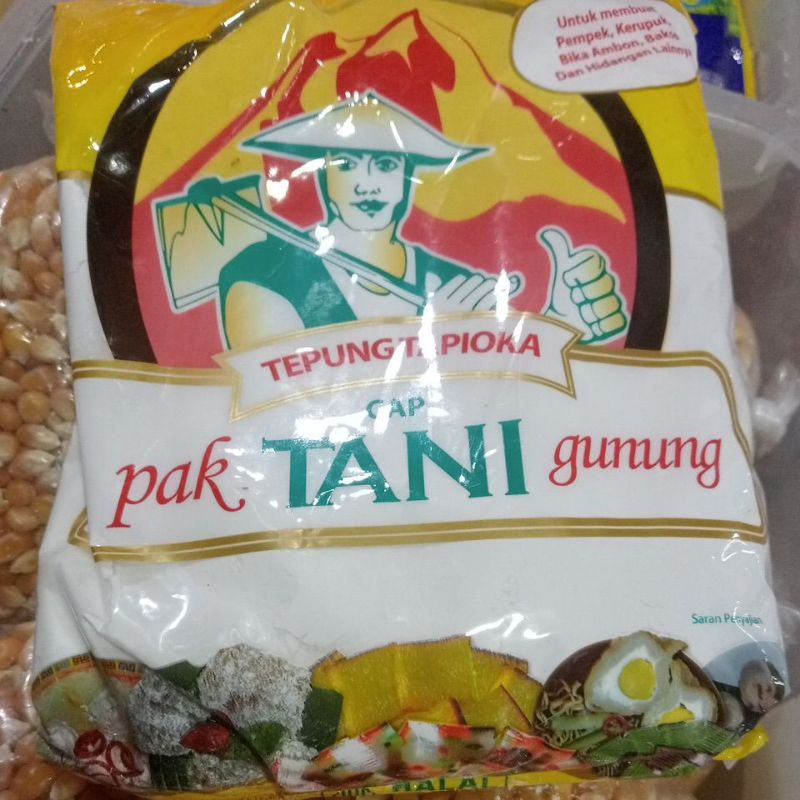 Untuk membuat
Pempek, Kerupuk,
Bika Ambon, Bakso
Dan Hidangan Lainnya
TEPUNG TAPIOKA
CAP
pak TANI gunung
Saran Penyajian
HALAL